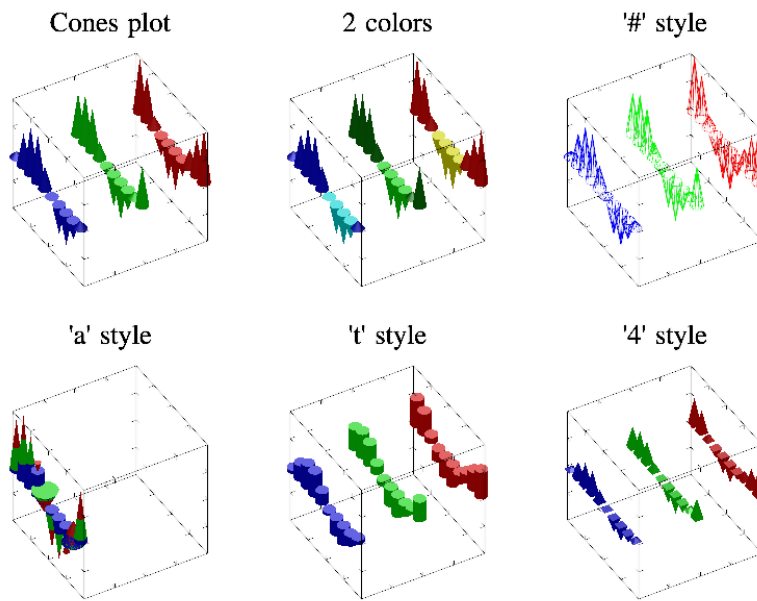 Cones plot
2 colors
'#' style
'a' style
't' style
'4' style